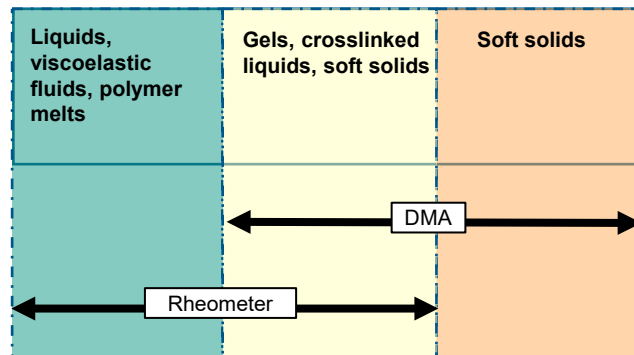 Liquids,
viscoelastic
fluids, polymer
melts
Gels, crosslinked
liquids, soft solids
Soft solids
DMA
Rheometer